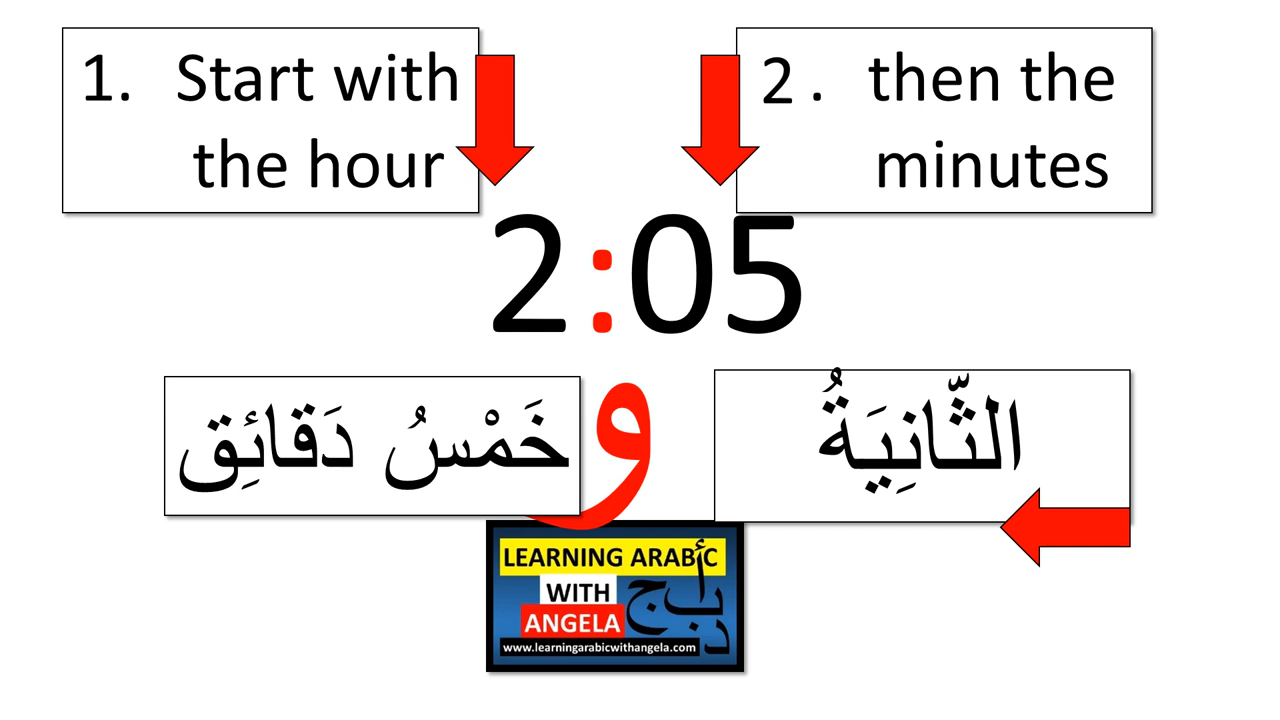 1. Start with
the hour
2 . then the
minutes
2:05
الثَّانِيَةُ و خَمْسُ دَقائِق
LEARNING ARABIC
WITH
ANGELA
أ ب ج د
www.learningarabicwithangela.com